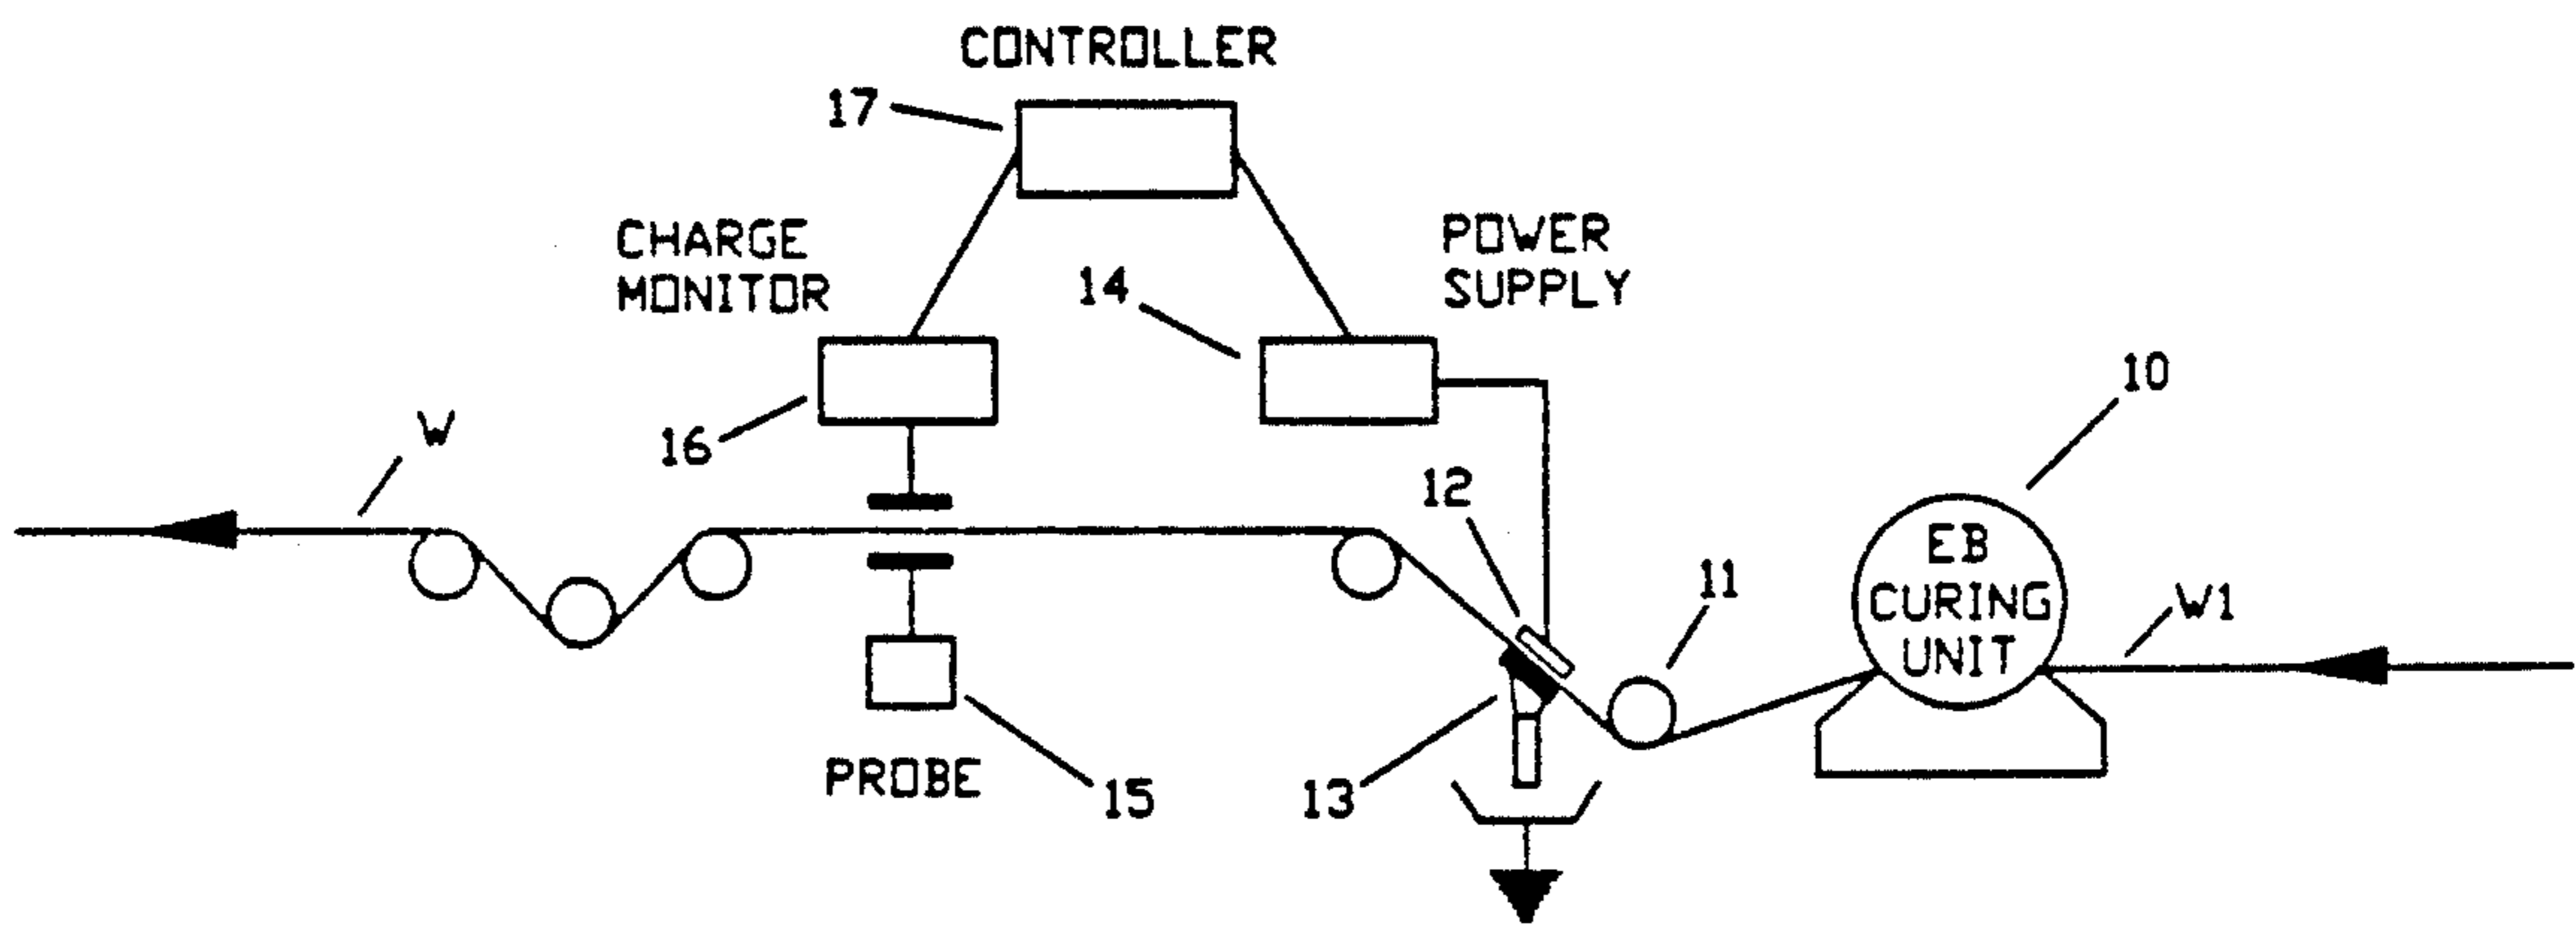 CONTROLLER
17
CHARGE
MONITOR
POWER
SUPPLY
14
10
W
16
12
EB
CURING
UNIT
11
W1
PROBE
15
13